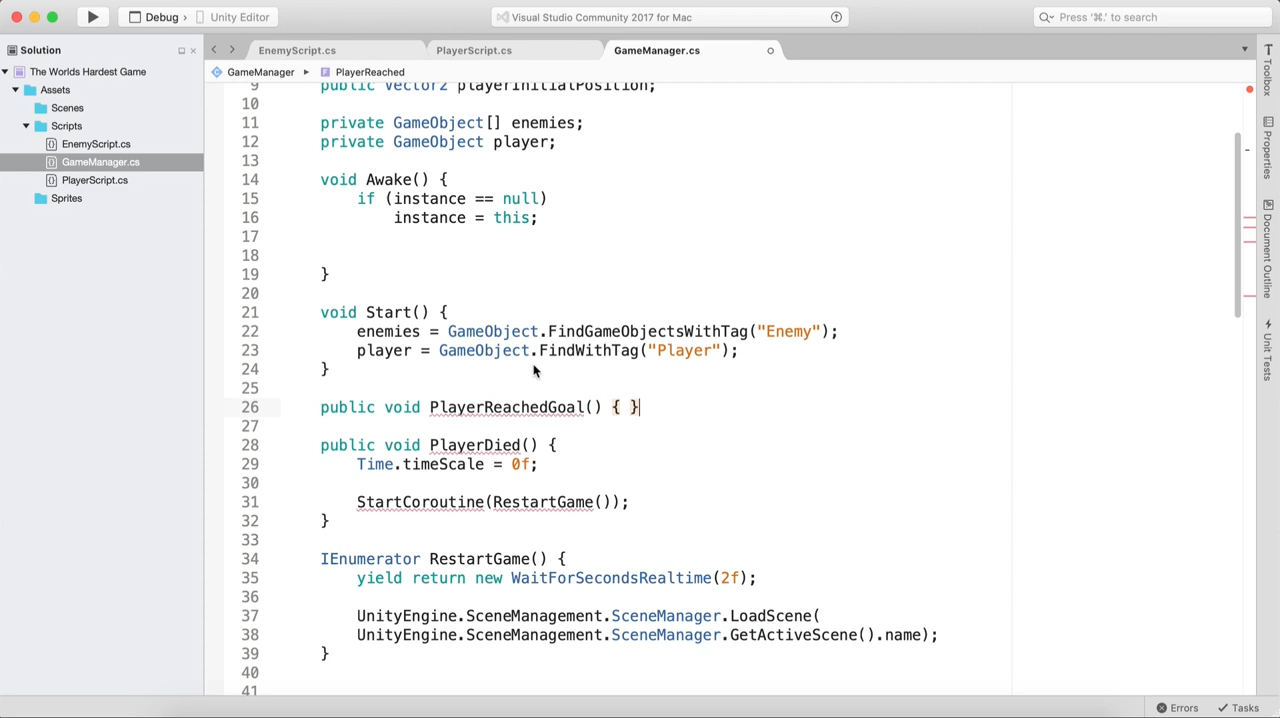 Debug › Unity Editor
Visual Studio Community 2017 for Mac
Press '⌘.' to search
Solution
EnemyScript.cs
PlayerScript.cs
GameManager.cs
GameManager ▸ PlayerReached
The Worlds Hardest Game
Assets
Scenes
Scripts
EnemyScript.cs
GameManager.cs
PlayerScript.cs
Sprites
9 public Vector2 playerInitialPosition;
10
11 private GameObject[] enemies;
12 private GameObject player;
13
14 void Awake() {
15 if (instance == null)
16 instance = this;
17
18
19 }
20
21 void Start() {
22 enemies = GameObject.FindGameObjectsWithTag("Enemy");
23 player = GameObject.FindWithTag("Player");
24 }
25
26 public void PlayerReachedGoal() { }
27
28 public void PlayerDied() {
29 Time.timeScale = 0f;
30
31 StartCoroutine(RestartGame());
32 }
33
34 IEnumerator RestartGame() {
35 yield return new WaitForSecondsRealtime(2f);
36
37 UnityEngine.SceneManagement.SceneManager.LoadScene(
38 UnityEngine.SceneManagement.SceneManager.GetActiveScene().name);
39 }
40
41
Toolbox
Properties
Document Outline
Unit Tests
Errors
Tasks